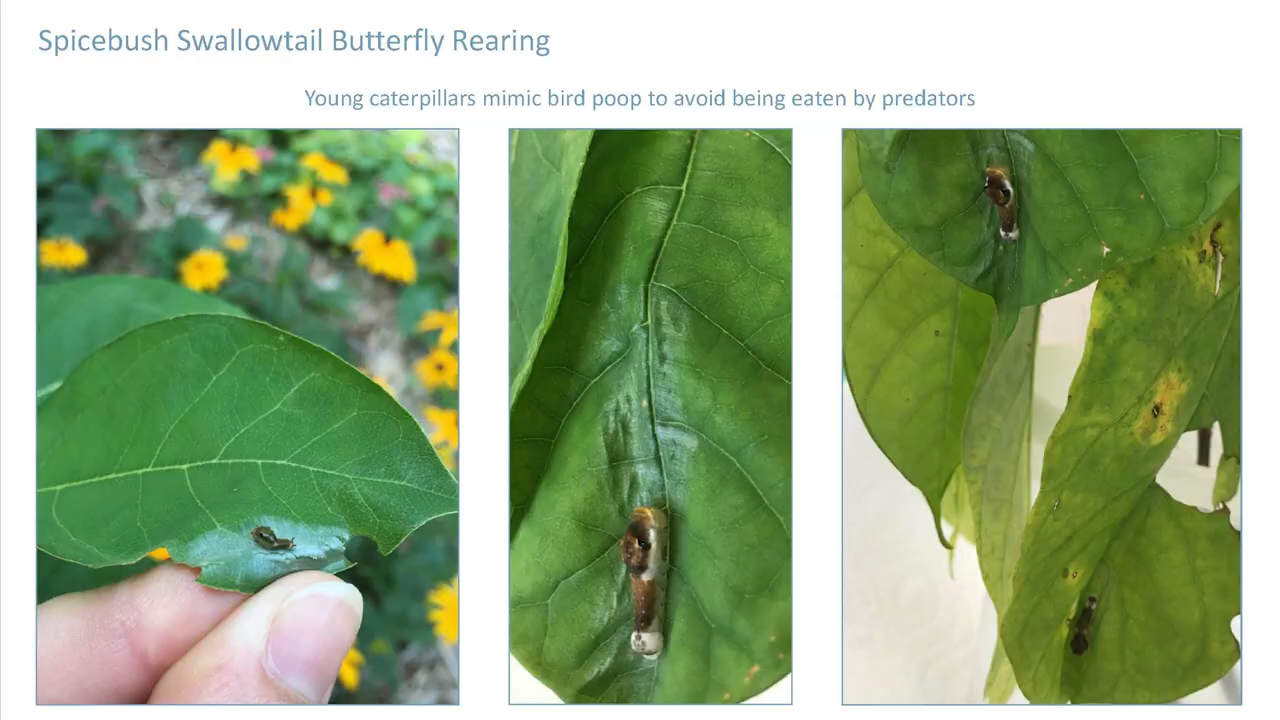 Spicebush Swallowtail Butterfly Rearing
Young caterpillars mimic bird poop to avoid being eaten by predators